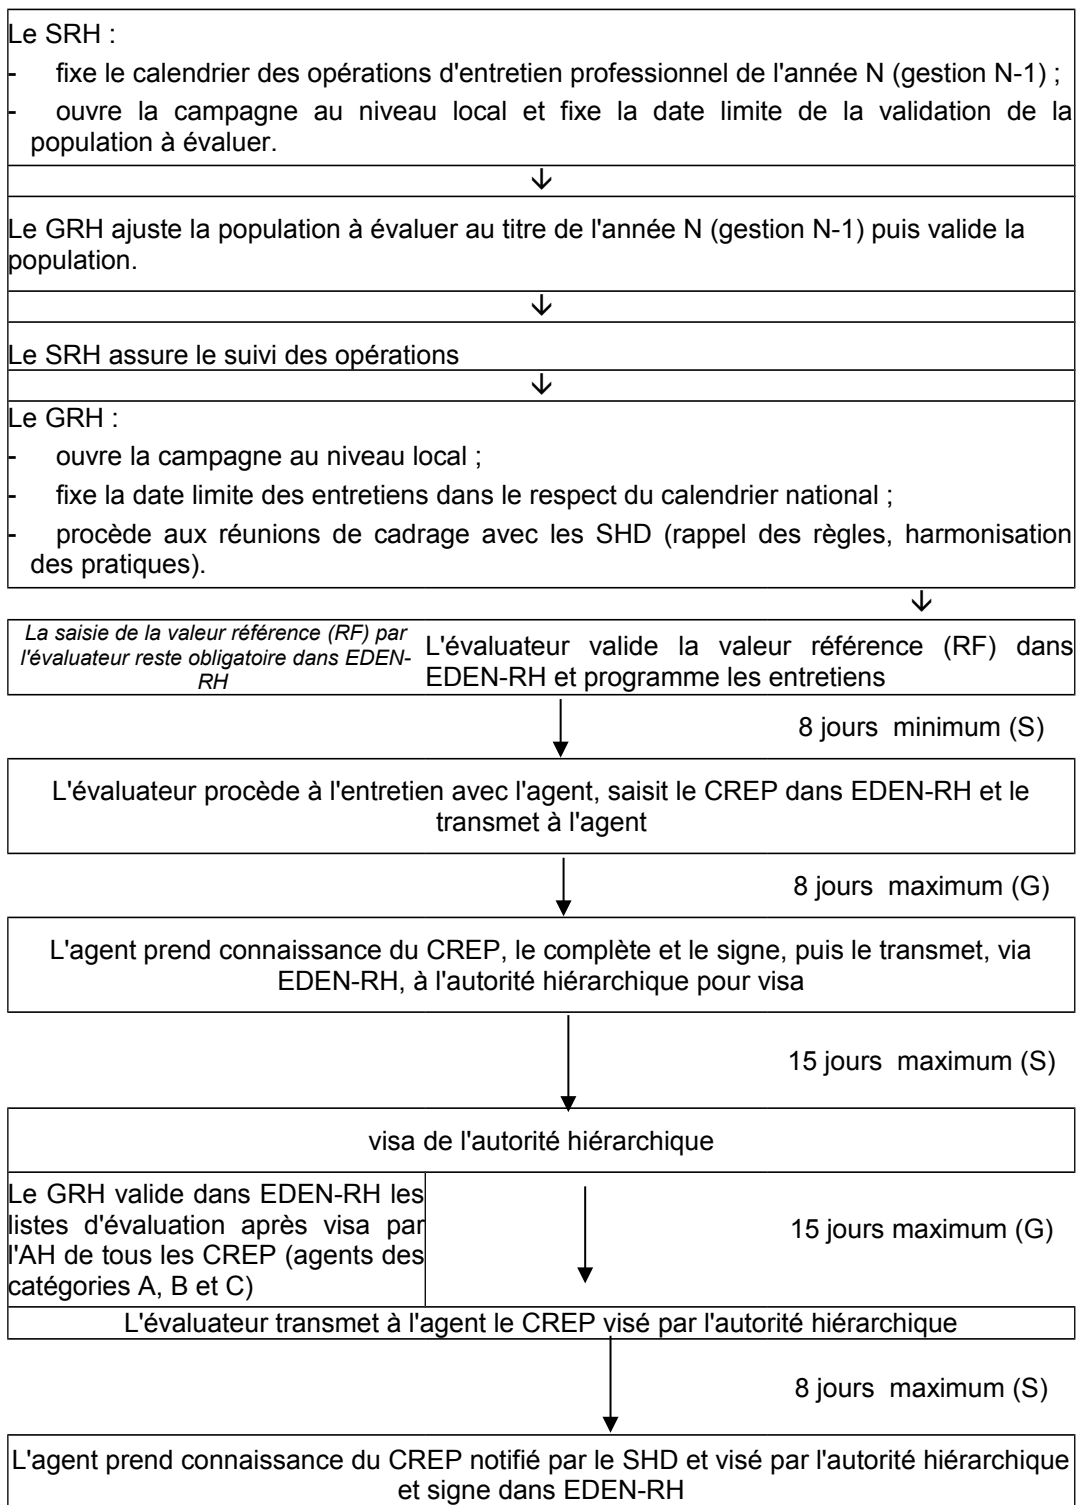 Le SRH :
- fixe le calendrier des opérations d'entretien professionnel de l'année N (gestion N-1) ;
- ouvre la campagne au niveau local et fixe la date limite de la validation de la
population à évaluer.
Le GRH ajuste la population à évaluer au titre de l'année N (gestion N-1) puis valide la
population.
Le SRH assure le suivi des opérations
Le GRH :
- ouvre la campagne au niveau local ;
- fixe la date limite des entretiens dans le respect du calendrier national ;
- procède aux réunions de cadrage avec les SHD (rappel des règles, harmonisation
des pratiques).
La saisie de la valeur référence (RF) par
l'évaluateur reste obligatoire dans EDEN-
RH
L'évaluateur valide la valeur référence (RF) dans
EDEN-RH et programme les entretiens
8 jours minimum (S)
L'évaluateur procède à l'entretien avec l'agent, saisit le CREP dans EDEN-RH et le
transmet à l'agent
8 jours maximum (G)
L'agent prend connaissance du CREP, le complète et le signe, puis le transmet, via
EDEN-RH, à l'autorité hiérarchique pour visa
15 jours maximum (S)
visa de l'autorité hiérarchique
Le GRH valide dans EDEN-RH les
listes d'évaluation après visa par
l'AH de tous les CREP (agents des
catégories A, B et C)
15 jours maximum (G)
L'évaluateur transmet à l'agent le CREP visé par l'autorité hiérarchique
8 jours maximum (S)
L'agent prend connaissance du CREP notifié par le SHD et visé par l'autorité hiérarchique
et signe dans EDEN-RH